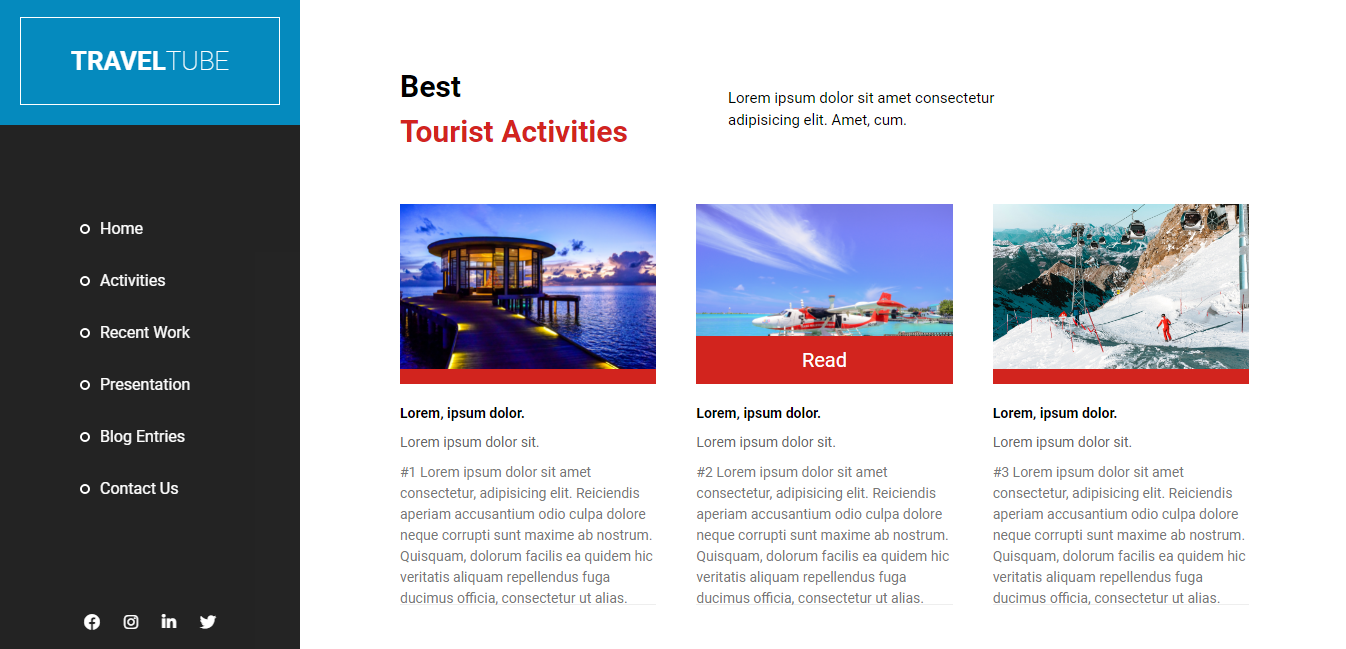 TRAVELTUBE
Home
Activities
Recent Work
Presentation
Blog Entries
Contact Us
Best
Tourist Activities
Lorem ipsum dolor sit amet consectetur
adipisicing elit. Amet, cum.
Lorem, ipsum dolor.
Lorem ipsum dolor sit.
#1 Lorem ipsum dolor sit amet
consectetur, adipisicing elit. Reiciendis
aperiam accusantium odio culpa dolore
neque corrupti sunt maxime ab nostrum.
Quisquam, dolorum facilis ea quidem hic
veritatis aliquam repellendus fuga
ducimus officia, consectetur ut alias.
Read
Lorem, ipsum dolor.
Lorem ipsum dolor sit.
#2 Lorem ipsum dolor sit amet
consectetur, adipisicing elit. Reiciendis
aperiam accusantium odio culpa dolore
neque corrupti sunt maxime ab nostrum.
Quisquam, dolorum facilis ea quidem hic
veritatis aliquam repellendus fuga
ducimus officia, consectetur ut alias.
Lorem, ipsum dolor.
Lorem ipsum dolor sit.
#3 Lorem ipsum dolor sit amet
consectetur, adipisicing elit. Reiciendis
aperiam accusantium odio culpa dolore
neque corrupti sunt maxime ab nostrum.
Quisquam, dolorum facilis ea quidem hic
veritatis aliquam repellendus fuga
ducimus officia, consectetur ut alias.